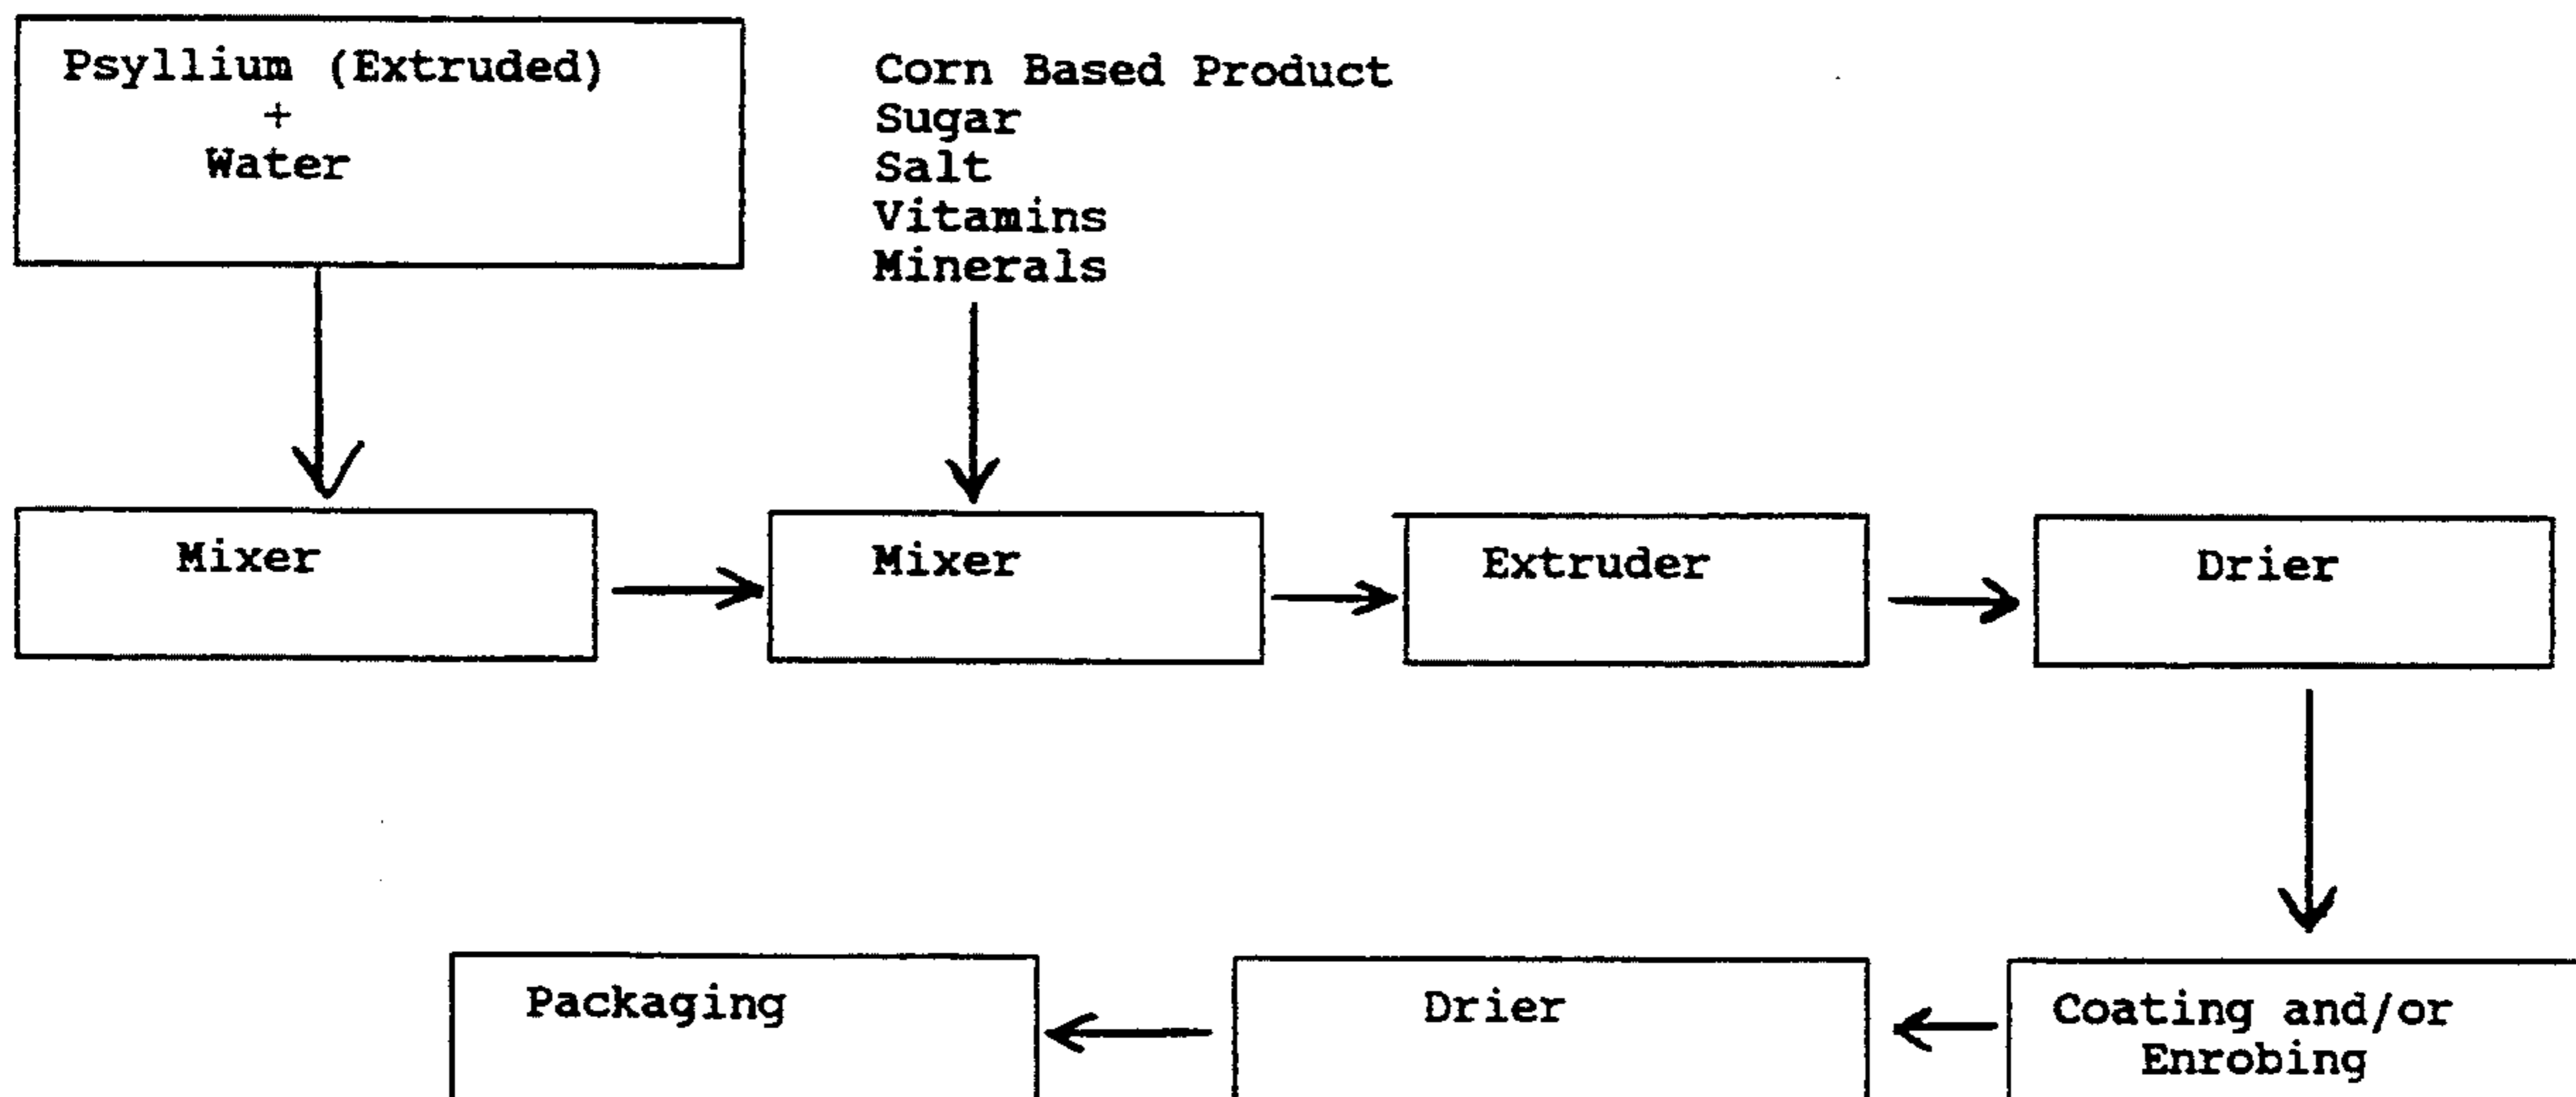 Psyllium (Extruded)
+
Water
Corn Based Product
Sugar
Salt
Vitamins
Minerals
Mixer
Mixer
Extruder
Drier
Coating and/or
Enrobing
Drier
Packaging